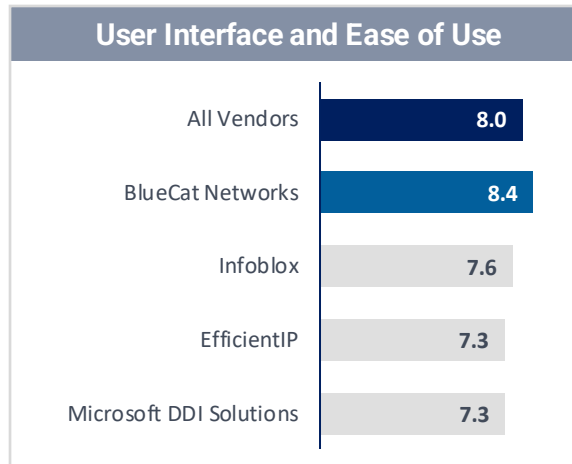 User Interface and Ease of Use
All Vendors 8.0
BlueCat Networks 8.4
Infoblox 7.6
EfficientIP 7.3
Microsoft DDI Solutions 7.3